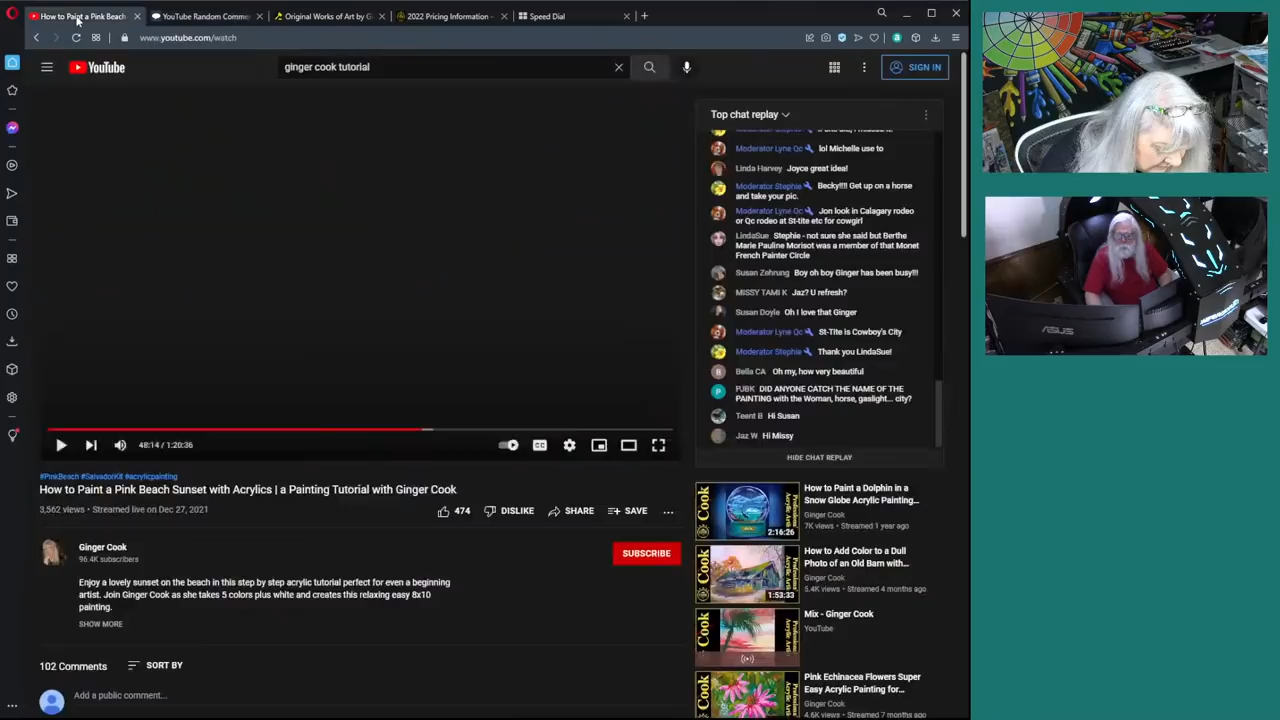 How to Paint a Pink Beach
YouTube Random Comme
Original Works of Art by Gi
2022 Pricing Information -
Speed Dial
www.youtube.com/watch
YouTube
ginger cook tutorial
SIGN IN
Top chat replay
Moderator Lyne Qc lol Michelle use to
Linda Harvey Joyce great idea!
Moderator Stephie Becky!!!! Get up on a horse
and take your pic.
Moderator Lyne Qc Jon look in Calagary rodeo
or Qc rodeo at St-tite etc for cowgirl
LindaSue Stephie - not sure she said but Berthe
Marie Pauline Morisot was a member of that Monet
French Painter Circle
Susan Zehrung Boy oh boy Ginger has been busy!!!
MISSY TAMI K Jaz? U refresh?
Susan Doyle Oh I love that Ginger
Moderator Lyne Qc St-Tite is Cowboy's City
Moderator Stephie Thank you LindaSue!
Bella CA Oh my, how very beautiful
PJBK DID ANYONE CATCH THE NAME OF THE
PAINTING with the Woman, horse, gaslight... city?
Teent B Hi Susan
Jaz W Hi Missy
HIDE CHAT REPLAY
48:14 / 1:20:36
CC
#PinkBeach #SalvadorKit #acrylicpainting
How to Paint a Pink Beach Sunset with Acrylics | a Painting Tutorial with Ginger Cook
3,562 views • Streamed live on Dec 27, 2021
474
DISLIKE
SHARE
SAVE
Ginger Cook
96.4K subscribers
SUBSCRIBE
Enjoy a lovely sunset on the beach in this step by step acrylic tutorial perfect for even a beginning
artist. Join Ginger Cook as she takes 5 colors plus white and creates this relaxing easy 8x10
painting.
SHOW MORE
102 Comments
SORT BY
Add a public comment...
How to Paint a Dolphin in a
Snow Globe Acrylic Painting...
Ginger Cook
7K views • Streamed 1 year ago
2:16:26
How to Add Color to a Dull
Photo of an Old Barn with...
Ginger Cook
5.4K views • Streamed 4 months ago
1:53:33
Mix - Ginger Cook
YouTube
Pink Echinacea Flowers Super
Easy Acrylic Painting for...
Ginger Cook
4.6K views • Streamed 7 months ago
ASUS